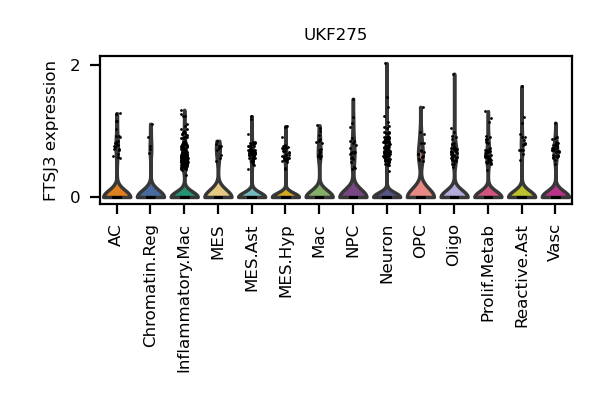 UKF275
FTSJ3 expression
2
0
AC
Chromatin.Reg
Inflammatory.Mac
MES
MES.Ast
MES.Hyp
Mac
NPC
Neuron
OPC
Oligo
Prolif.Metab
Reactive.Ast
Vasc